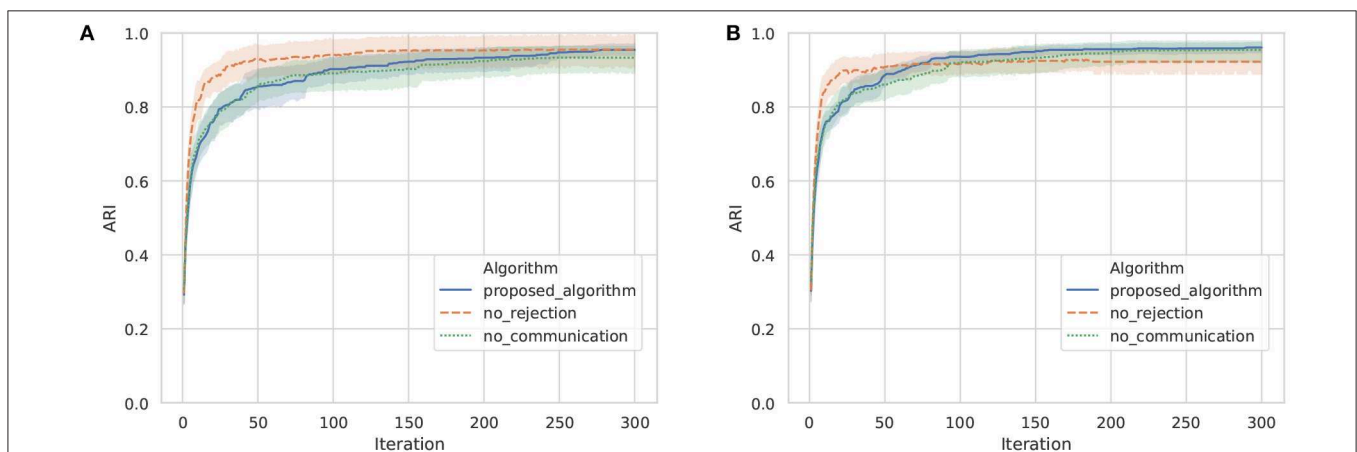 A
1.0
0.8
0.6
0.4
0.2
0.0
ARI
0 50 100 150 200 250 300
Iteration
Algorithm
proposed_algorithm
no_rejection
no_communication
B
1.0
0.8
0.6
0.4
0.2
0.0
ARI
0 50 100 150 200 250 300
Iteration
Algorithm
proposed_algorithm
no_rejection
no_communication